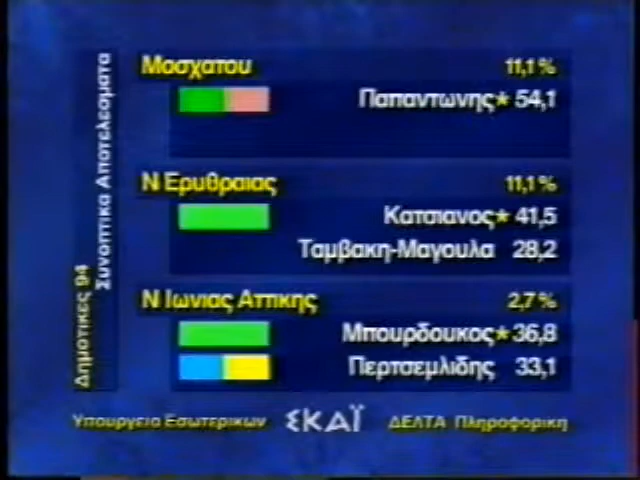 Μοσχατου 11,1%
Παπαντωνης★ 54,1
Ν Ερυθραιας 11,1%
Κατσιανος★ 41,5
Ταμβακη-Μαγουλα 28,2
Ν Ιωνιας Αττικης 2,7%
Μπουρδουκος★ 36,8
Περτσεμλιδης 33,1
Δημοτικες 94
Συνοπτικα Αποτελεσματα
Υπουργειο Εσωτερικων ΣΚΑΪ ΔΕΛΤΑ Πληροφορικη